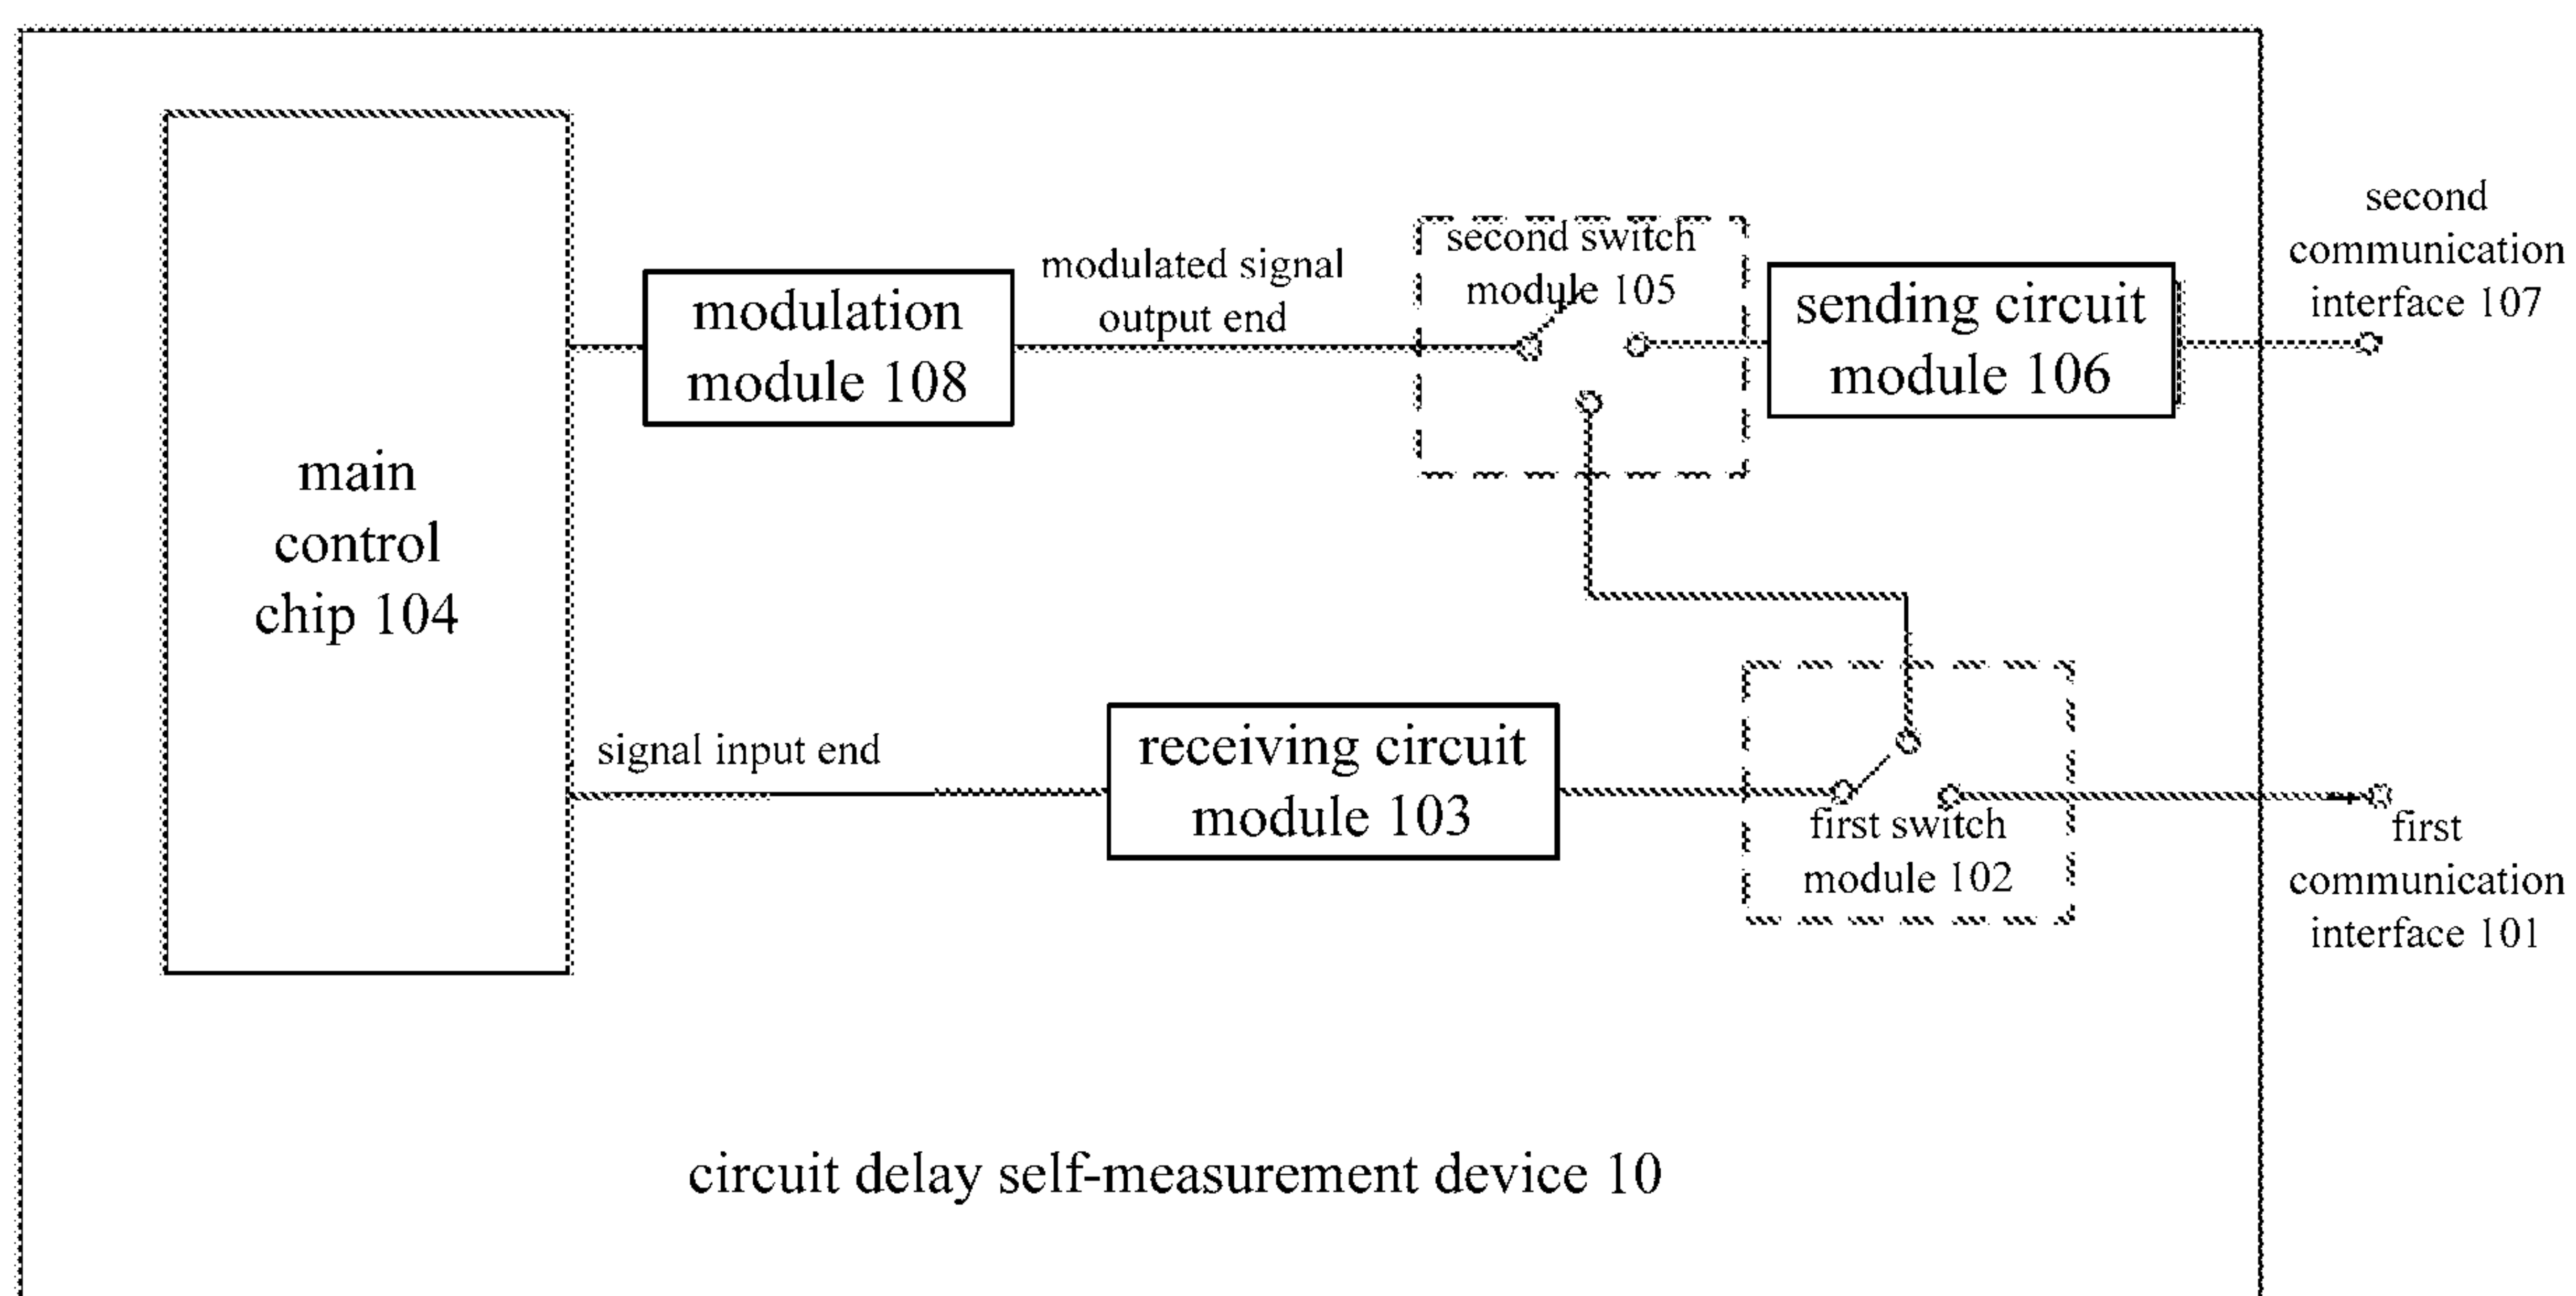 second
communication
interface 107
second switch
module 105
modulated signal
output end
modulation
module 108
sending circuit
module 106
main
control
chip 104
signal input end
receiving circuit
module 103
first switch
module 102
first
communication
interface 101
circuit delay self-measurement device 10